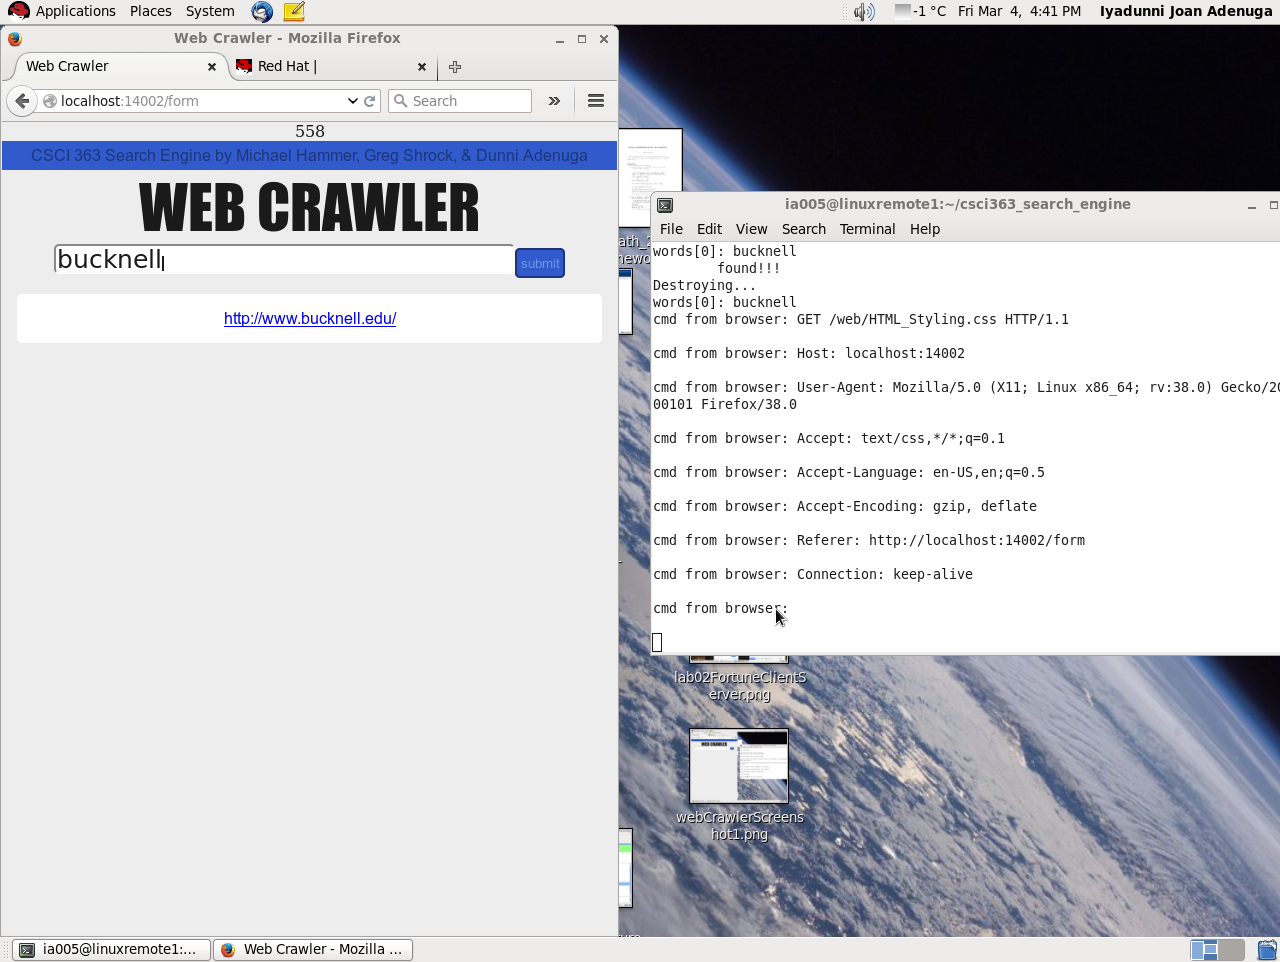 Applications Places System
-1 °C Fri Mar 4, 4:41 PM Iyadunni Joan Adenuga
Web Crawler - Mozilla Firefox
Web Crawler
Red Hat |
localhost:14002/form
Search
558
CSCI 363 Search Engine by Michael Hammer, Greg Shrock, & Dunni Adenuga
WEB CRAWLER
bucknell
submit
http://www.bucknell.edu/
ia005@linuxremote1:~/csci363_search_engine
File Edit View Search Terminal Help
words[0]: bucknell
found!!!
Destroying...
words[0]: bucknell
cmd from browser: GET /web/HTML_Styling.css HTTP/1.1
cmd from browser: Host: localhost:14002
cmd from browser: User-Agent: Mozilla/5.0 (X11; Linux x86_64; rv:38.0) Gecko/20
00101 Firefox/38.0
cmd from browser: Accept: text/css,*/*;q=0.1
cmd from browser: Accept-Language: en-US,en;q=0.5
cmd from browser: Accept-Encoding: gzip, deflate
cmd from browser: Referer: http://localhost:14002/form
cmd from browser: Connection: keep-alive
cmd from browser:
lab02FortuneClientS
erver.png
webCrawlerScreens
hot1.png
ia005@linuxremote1:...
Web Crawler - Mozilla ...